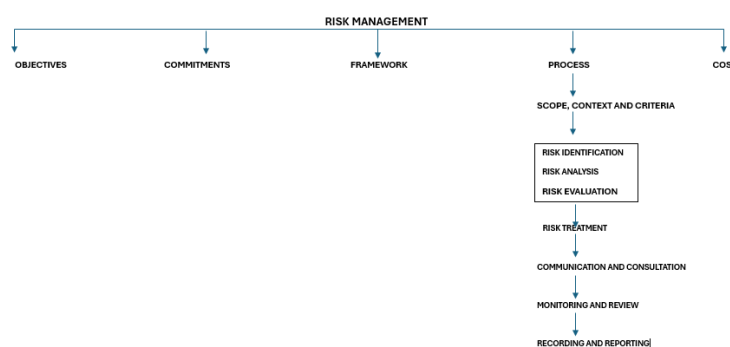 RISK MANAGEMENT
OBJECTIVES COMMITMENTS FRAMEWORK PROCESS COS
SCOPE, CONTEXT AND CRITERIA
RISK IDENTIFICATION
RISK ANALYSIS
RISK EVALUATION
RISK TREATMENT
COMMUNICATION AND CONSULTATION
MONITORING AND REVIEW
RECORDING AND REPORTING